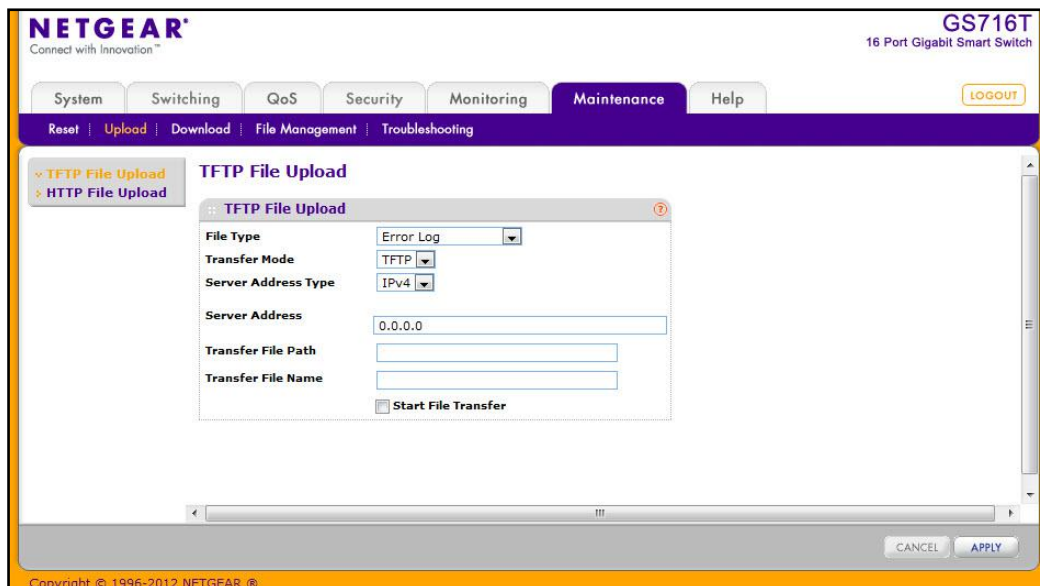 NETGEAR®
Connect with Innovation™
GS716T
16 Port Gigabit Smart Switch
System Switching QoS Security Monitoring Maintenance Help LOGOUT
Reset | Upload | Download | File Management | Troubleshooting
TFTP File Upload
HTTP File Upload
TFTP File Upload
TFTP File Upload ?
File Type Error Log
Transfer Mode TFTP
Server Address Type IPv4
Server Address 0.0.0.0
Transfer File Path
Transfer File Name
Start File Transfer
CANCEL APPLY
Copyright © 1996-2012 NETGEAR ®